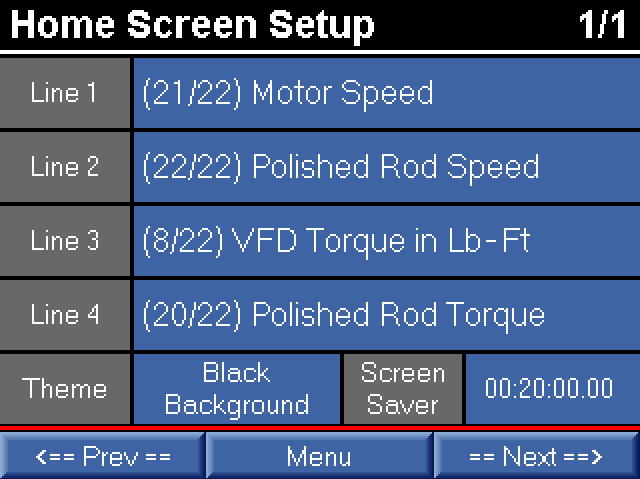 Home Screen Setup 1/1
Line 1 (21/22) Motor Speed
Line 2 (22/22) Polished Rod Speed
Line 3 (8/22) VFD Torque in Lb-Ft
Line 4 (20/22) Polished Rod Torque
Theme
Black
Background
Screen
Saver
00:20:00.00
<== Prev == Menu == Next ==>